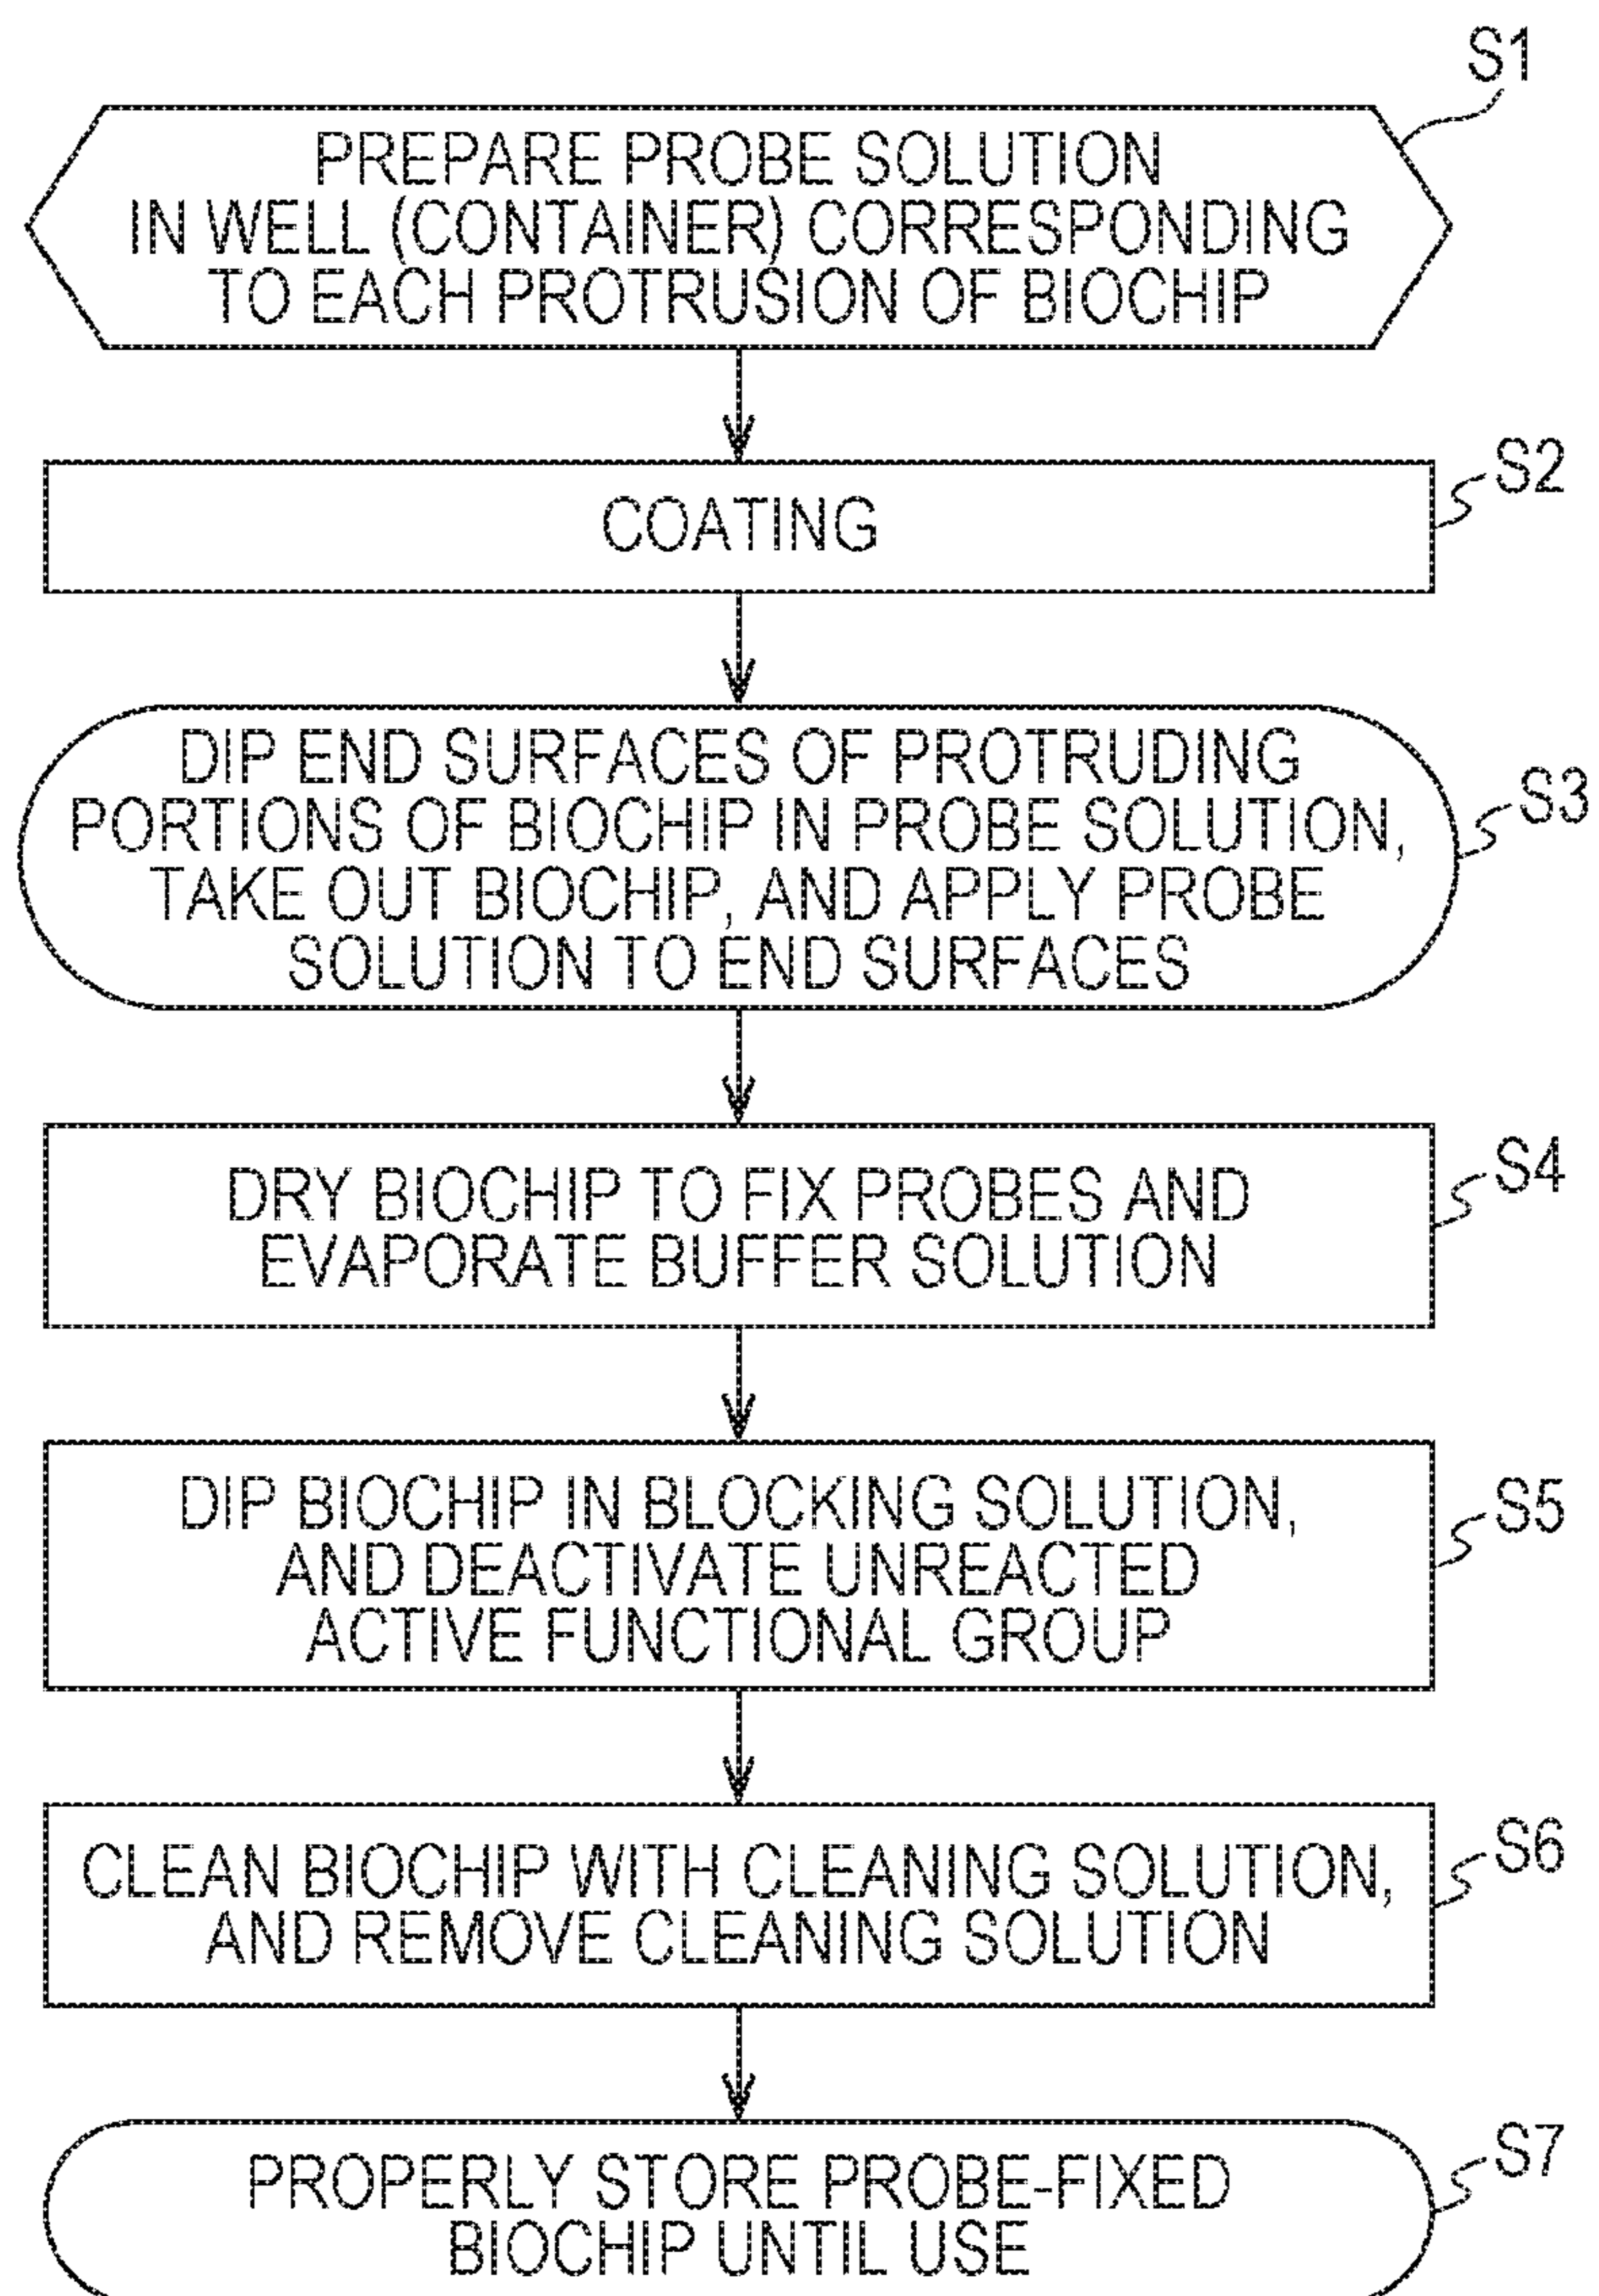 S1
PREPARE PROBE SOLUTION
IN WELL (CONTAINER) CORRESPONDING
TO EACH PROTRUSION OF BIOCHIP
S2
COATING
DIP END SURFACES OF PROTRUDING
PORTIONS OF BIOCHIP IN PROBE SOLUTION,
TAKE OUT BIOCHIP, AND APPLY PROBE
SOLUTION TO END SURFACES
S3
DRY BIOCHIP TO FIX PROBES AND
EVAPORATE BUFFER SOLUTION
S4
DIP BIOCHIP IN BLOCKING SOLUTION,
AND DEACTIVATE UNREACTED
ACTIVE FUNCTIONAL GROUP
S5
CLEAN BIOCHIP WITH CLEANING SOLUTION,
AND REMOVE CLEANING SOLUTION
S6
PROPERLY STORE PROBE-FIXED
BIOCHIP UNTIL USE
S7